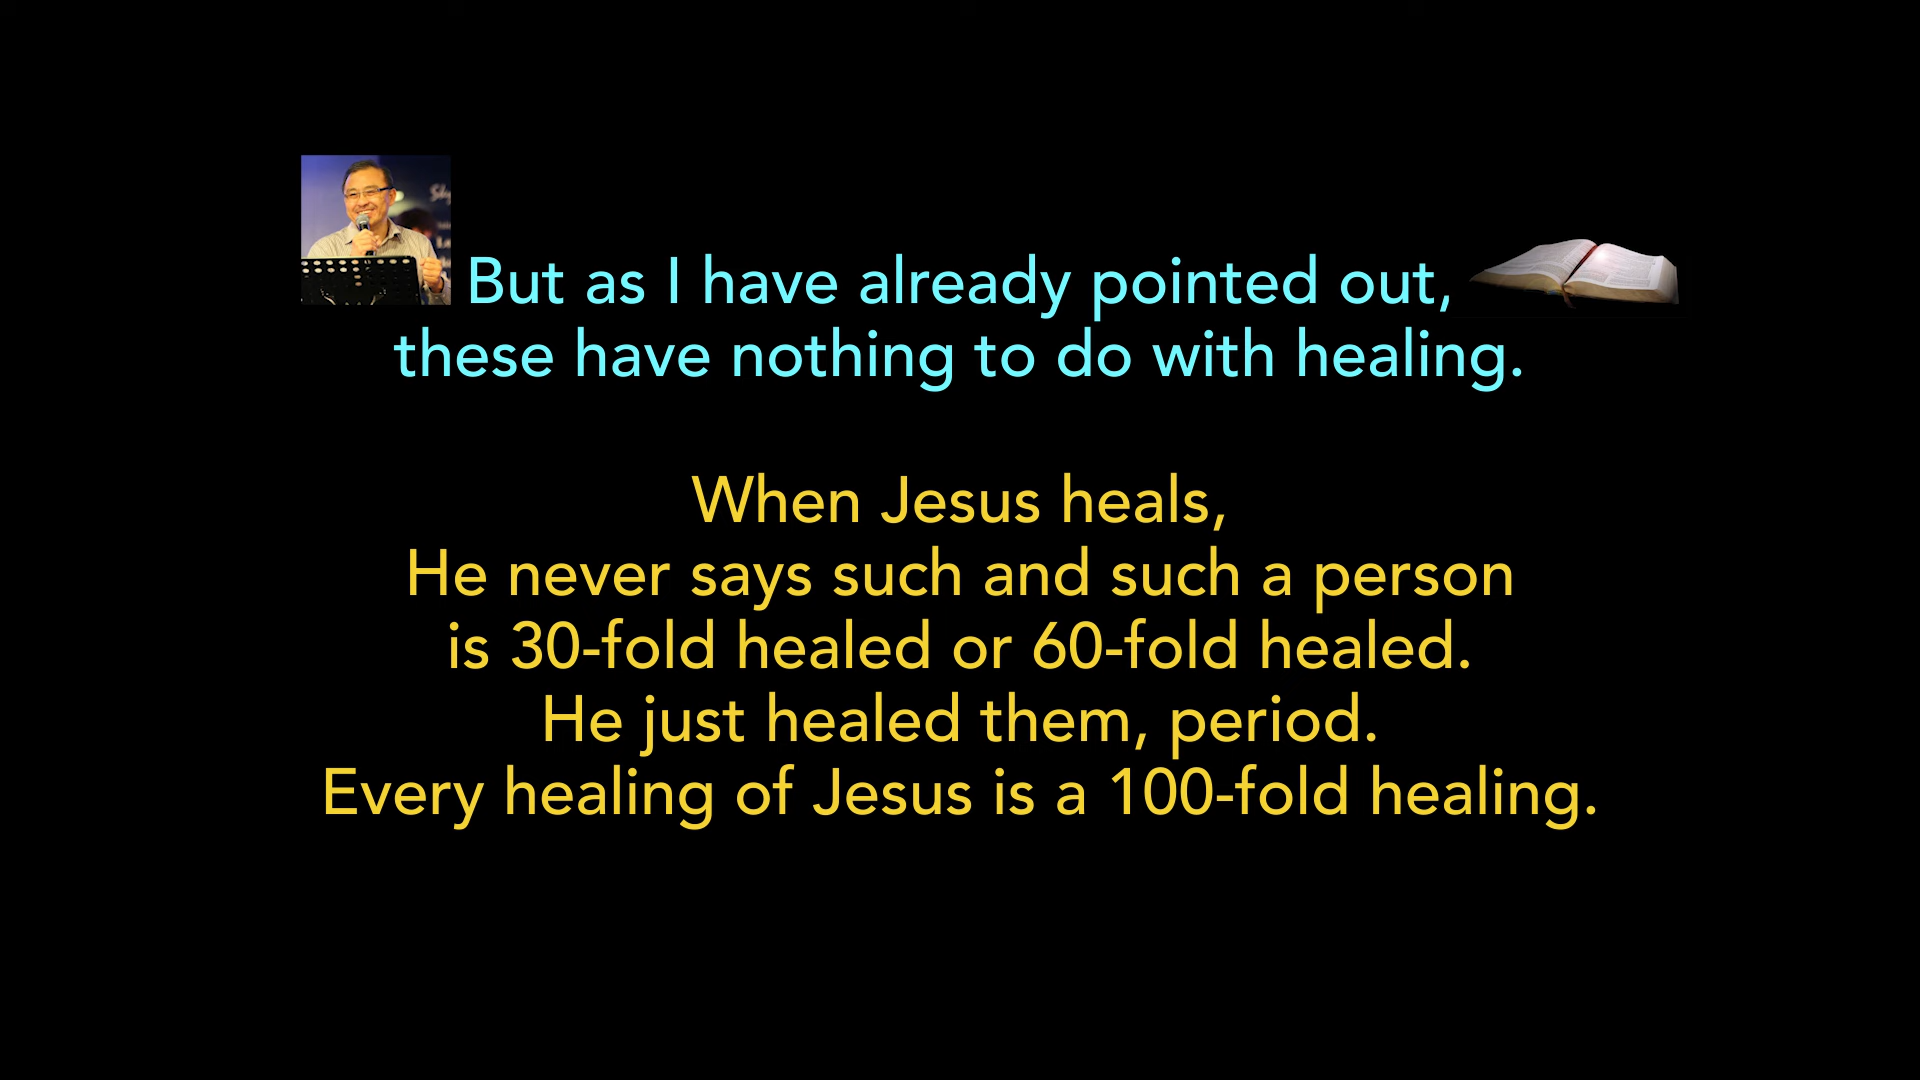 But as I have already pointed out,
these have nothing to do with healing.
When Jesus heals,
He never says such and such a person
is 30-fold healed or 60-fold healed.
He just healed them, period.
Every healing of Jesus is a 100-fold healing.